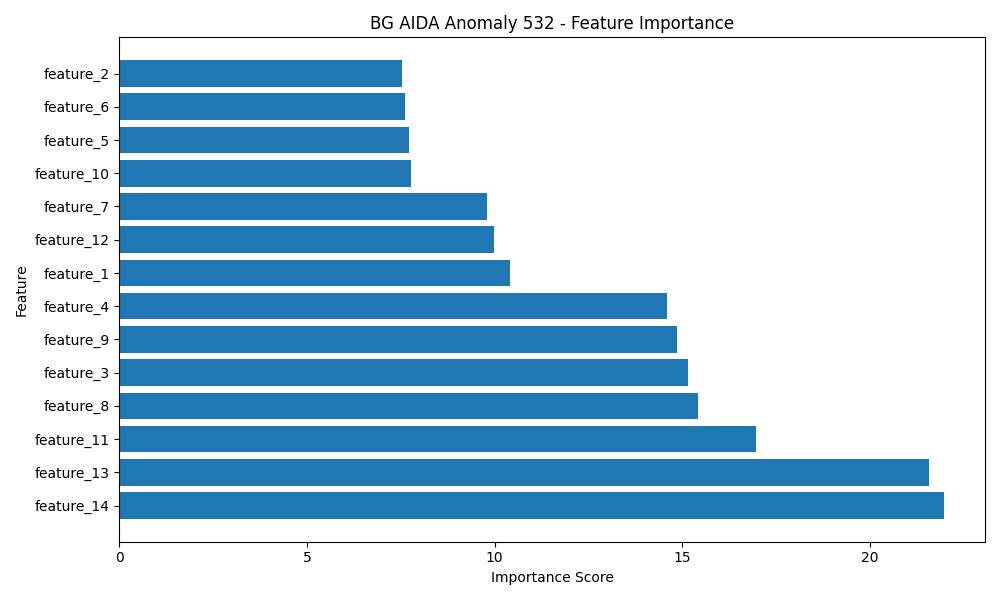 BG AIDA Anomaly 532 - Feature Importance
feature_2
feature_6
feature_5
feature_10
feature_7
feature_12
feature_1
feature_4
feature_9
feature_3
feature_8
feature_11
feature_13
feature_14
Feature
0 5 10 15 20
Importance Score